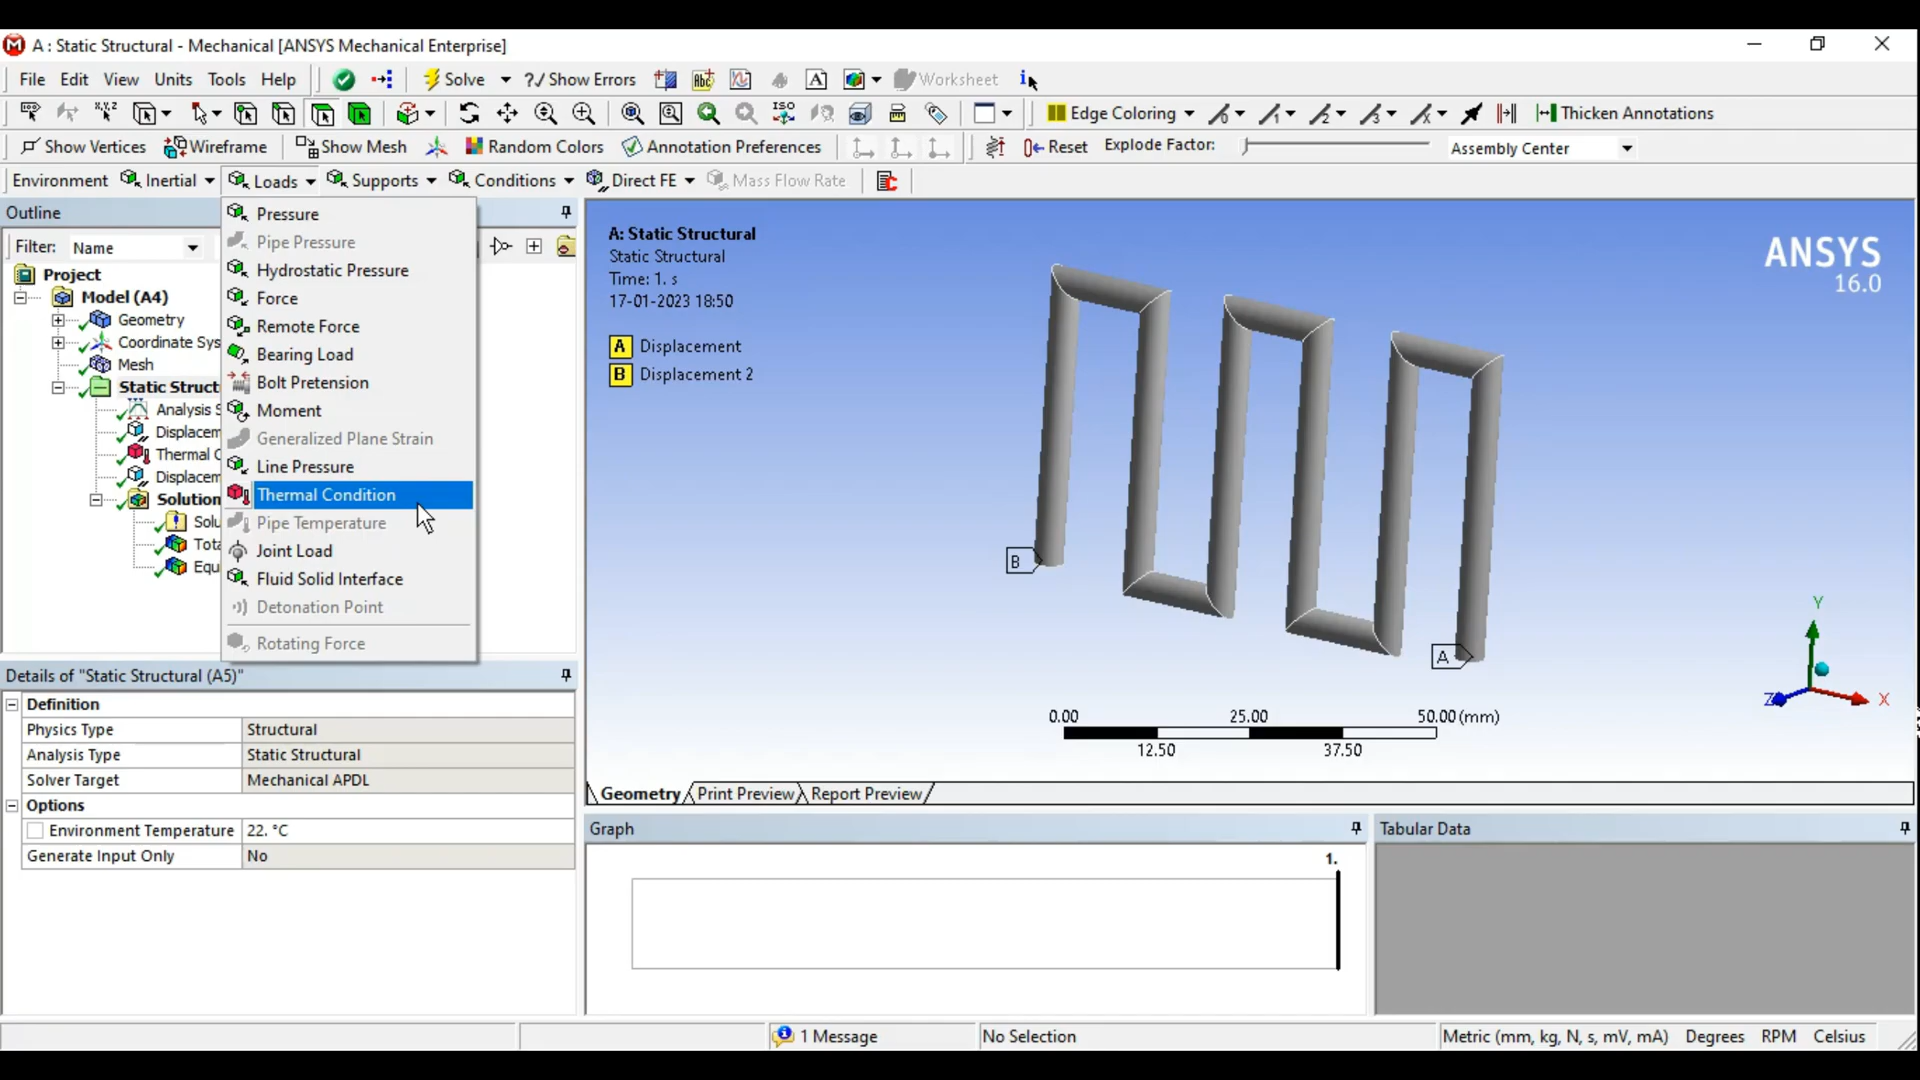 A : Static Structural - Mechanical [ANSYS Mechanical Enterprise]
File Edit View Units Tools Help Solve ?/ Show Errors Worksheet
Edge Coloring Thicken Annotations
Show Vertices Wireframe Show Mesh Random Colors Annotation Preferences Reset Explode Factor: Assembly Center
Environment Inertial Loads Supports Conditions Direct FE Mass Flow Rate
Outline
Filter: Name
Project
Model (A4)
Geometry
Coordinate Sys
Mesh
Static Struct
Analysis S
Displacem
Thermal C
Displacem
Solution
Solu
Tota
Equ
Pressure
Pipe Pressure
Hydrostatic Pressure
Force
Remote Force
Bearing Load
Bolt Pretension
Moment
Generalized Plane Strain
Line Pressure
Thermal Condition
Pipe Temperature
Joint Load
Fluid Solid Interface
Detonation Point
Rotating Force
A: Static Structural
Static Structural
Time: 1. s
17-01-2023 18:50
A Displacement
B Displacement 2
ANSYS
16.0
B
A
0.00 25.00 50.00 (mm)
12.50 37.50
Y
Z X
Geometry Print Preview Report Preview
Details of "Static Structural (A5)"
Definition
Physics Type Structural
Analysis Type Static Structural
Solver Target Mechanical APDL
Options
Environment Temperature 22. °C
Generate Input Only No
Graph
1.
Tabular Data
1 Message No Selection Metric (mm, kg, N, s, mV, mA) Degrees RPM Celsius